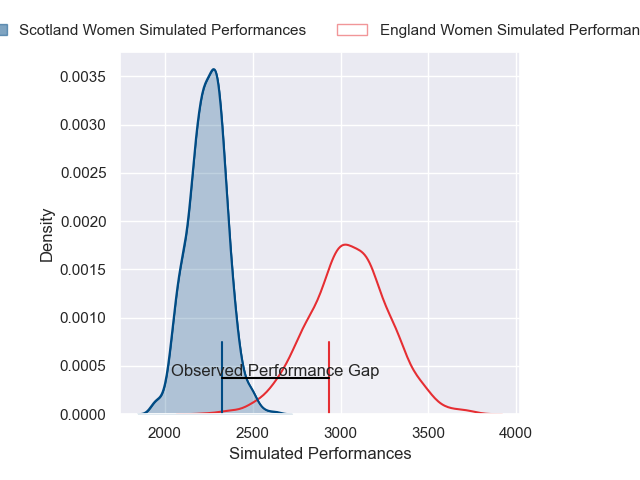 Scotland Women Simulated Performances England Women Simulated Performan
0.0035
0.0030
0.0025
0.0020
0.0015
0.0010
0.0005
0.0000
Density
Observed Performance Gap
2000 2500 3000 3500 4000
Simulated Performances